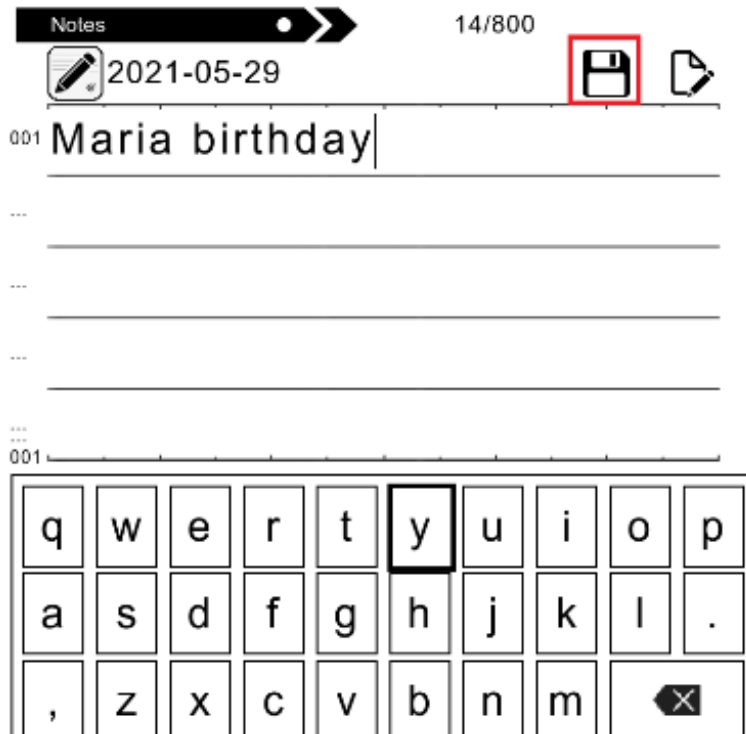 Notes 14/800
2021-05-29
001 Maria birthday
---
---
---
001
q w e r t y u i o p
a s d f g h j k l .
, z x c v b n m